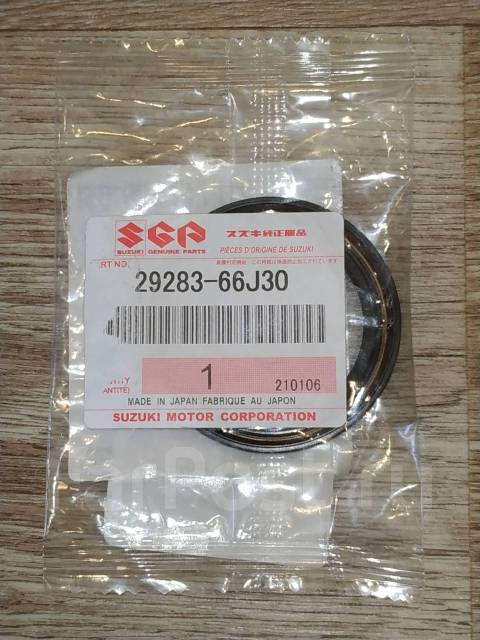 SGP
スズキ純正部品
SUZUKI GENUINE PARTS
PIÈCES D'ORIGINE DE SUZUKI
RT NO.
29283-66J30
1
210106
ANTITÉ)
MADE IN JAPAN FABRIQUE AU JAPON
SUZUKI MOTOR CORPORATION